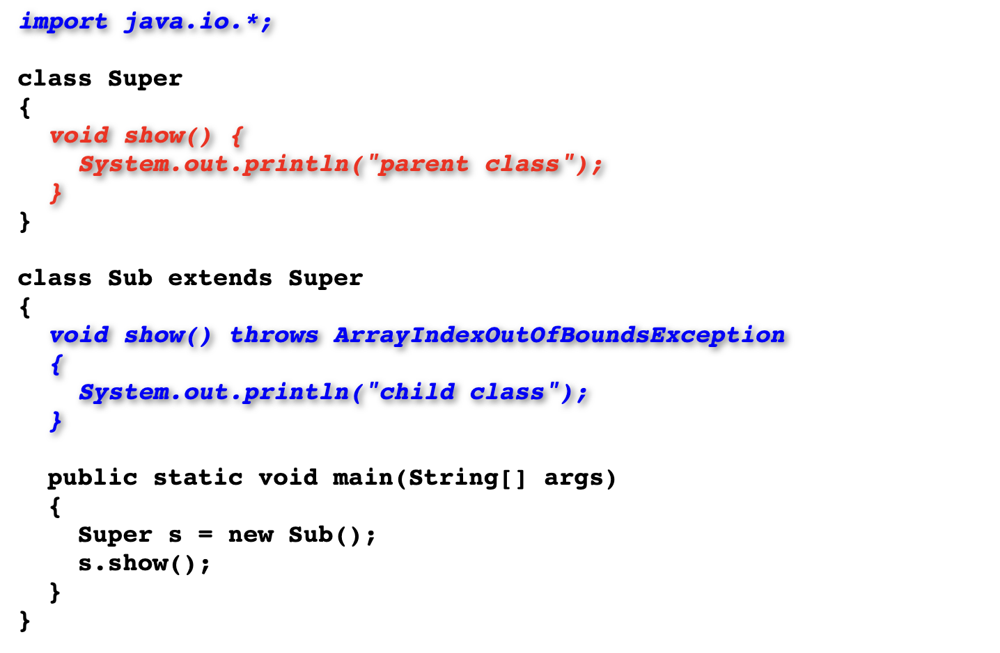 import java.io.*;
class Super
{
void show() {
System.out.println("parent class");
}
}
class Sub extends Super
{
void show() throws ArrayIndexOutOfBoundsException
{
System.out.println("child class");
}
public static void main(String[] args)
{
Super s = new Sub();
s.show();
}
}